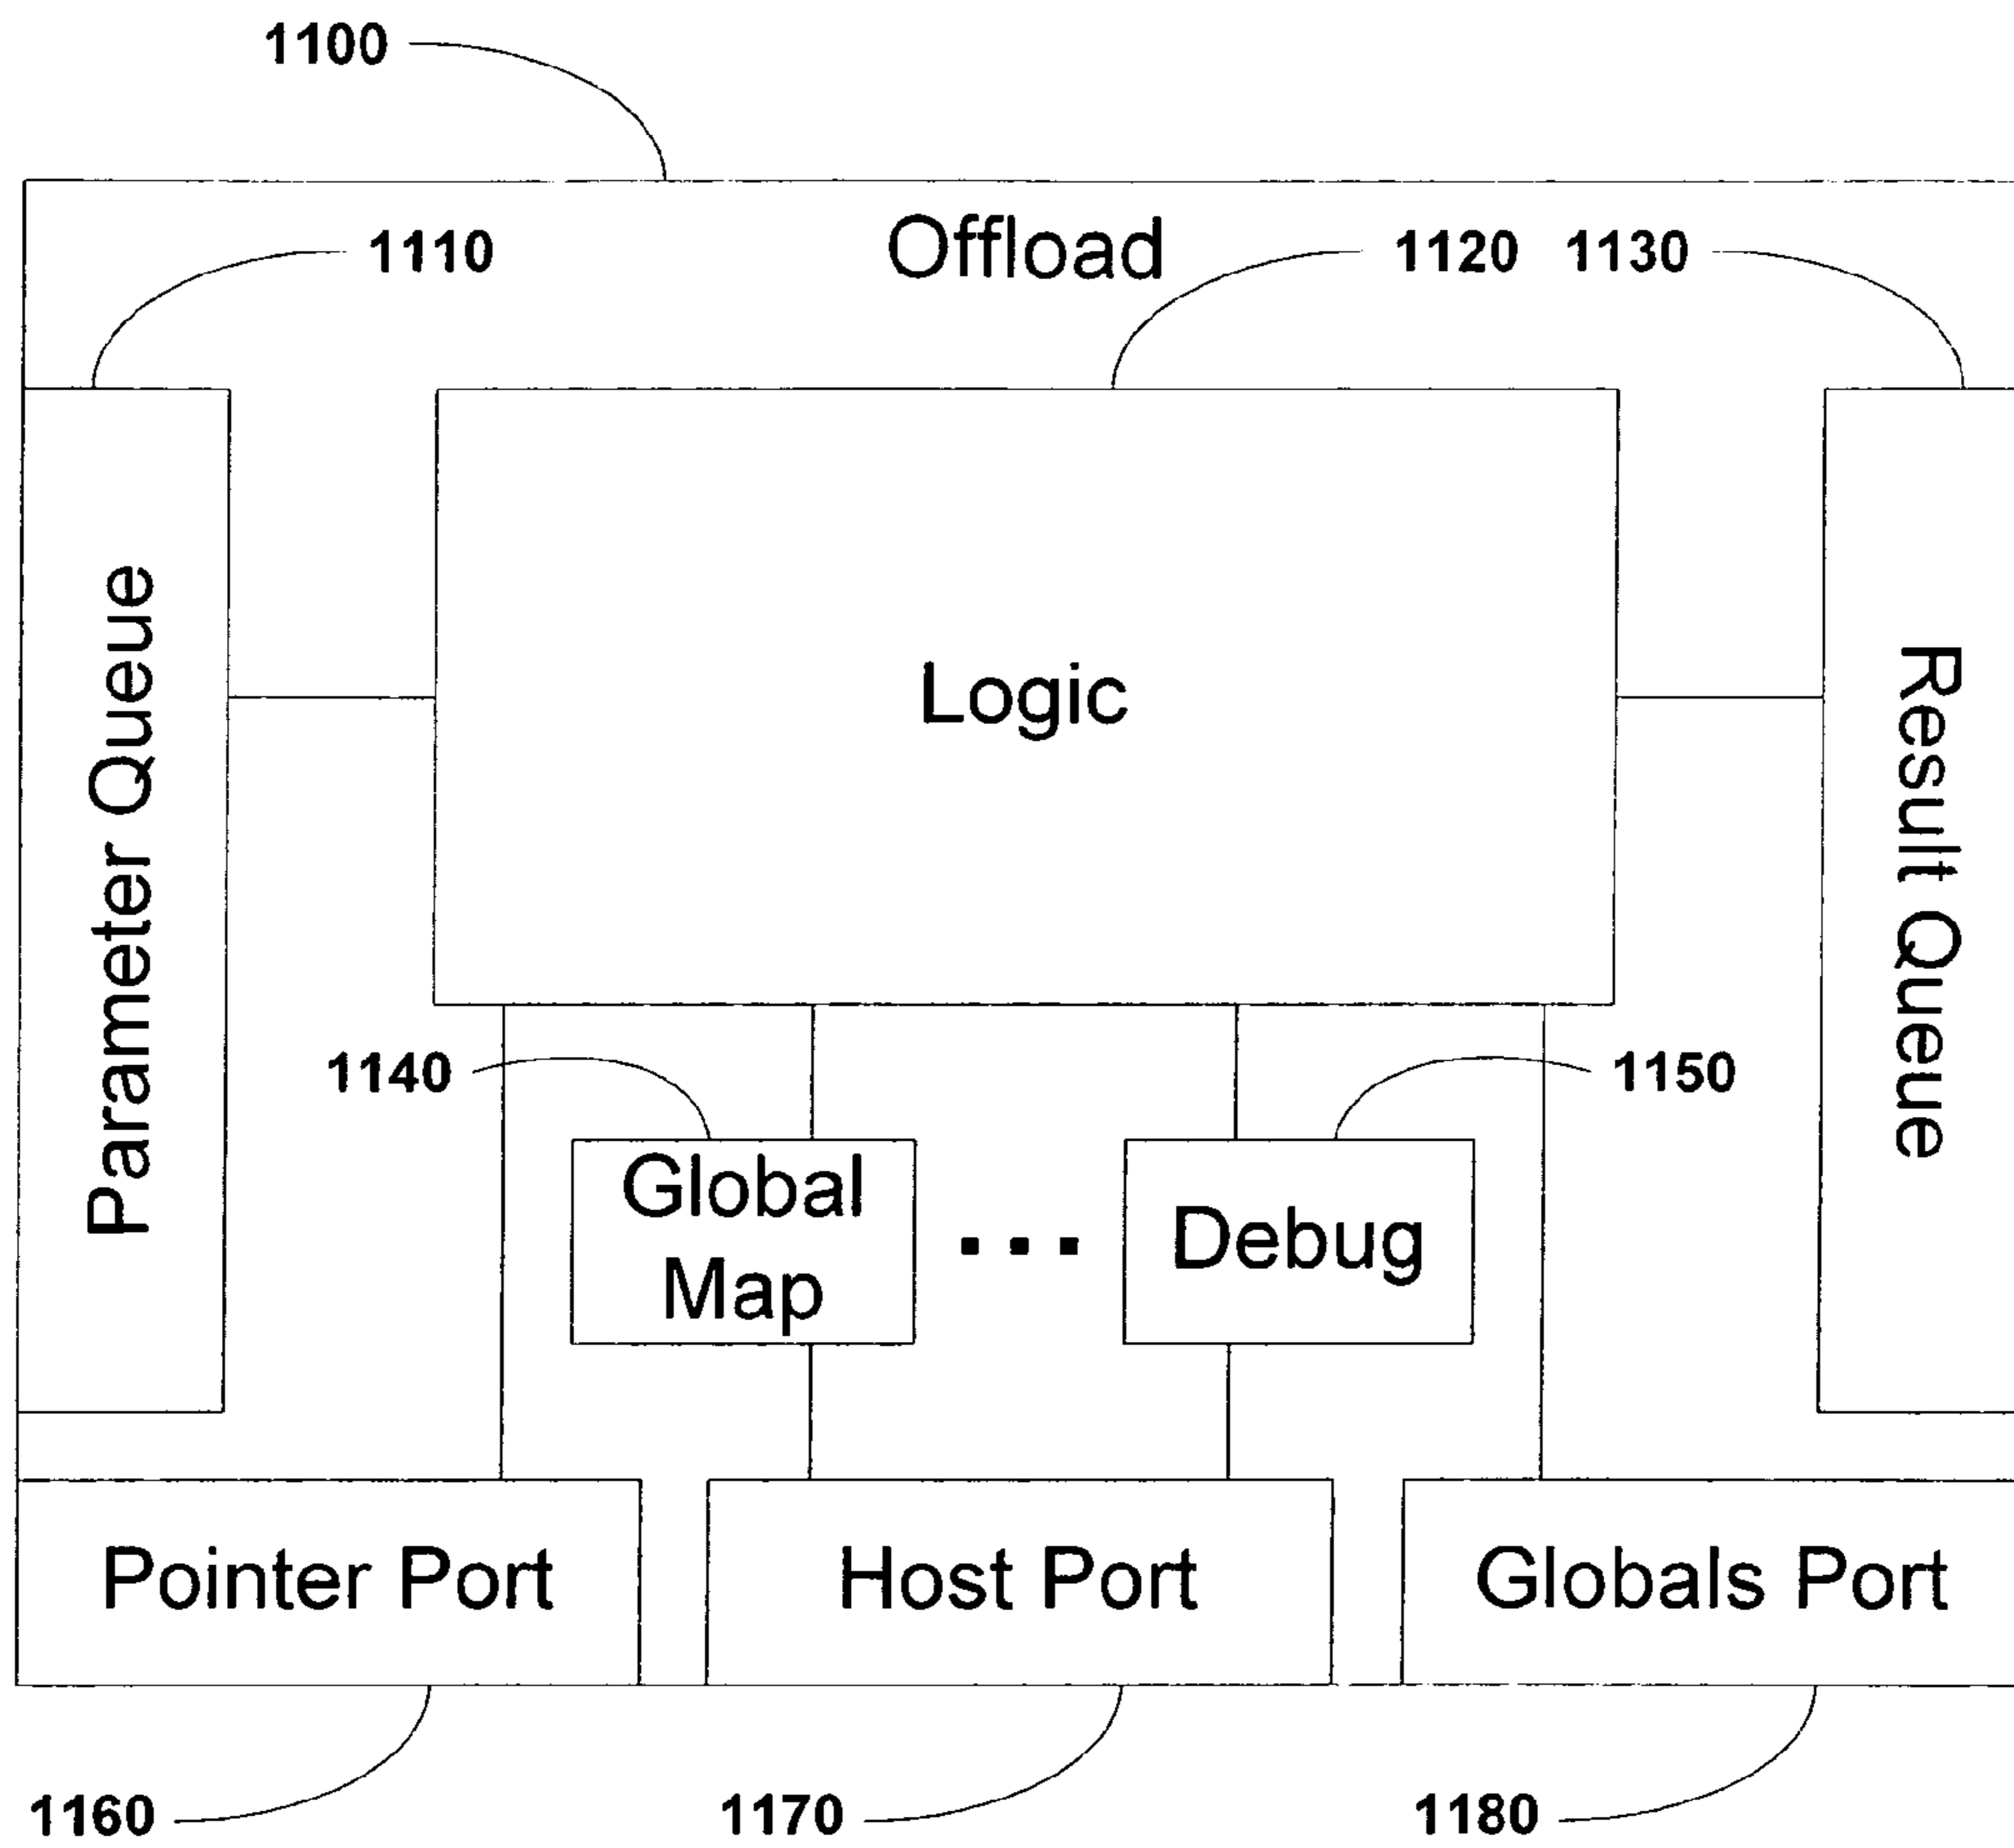 1100
Offload
1110
1120
1130
Parameter Queue
Logic
Result Queue
1140
1150
Global
Map
...
Debug
Pointer Port
Host Port
Globals Port
1160
1170
1180